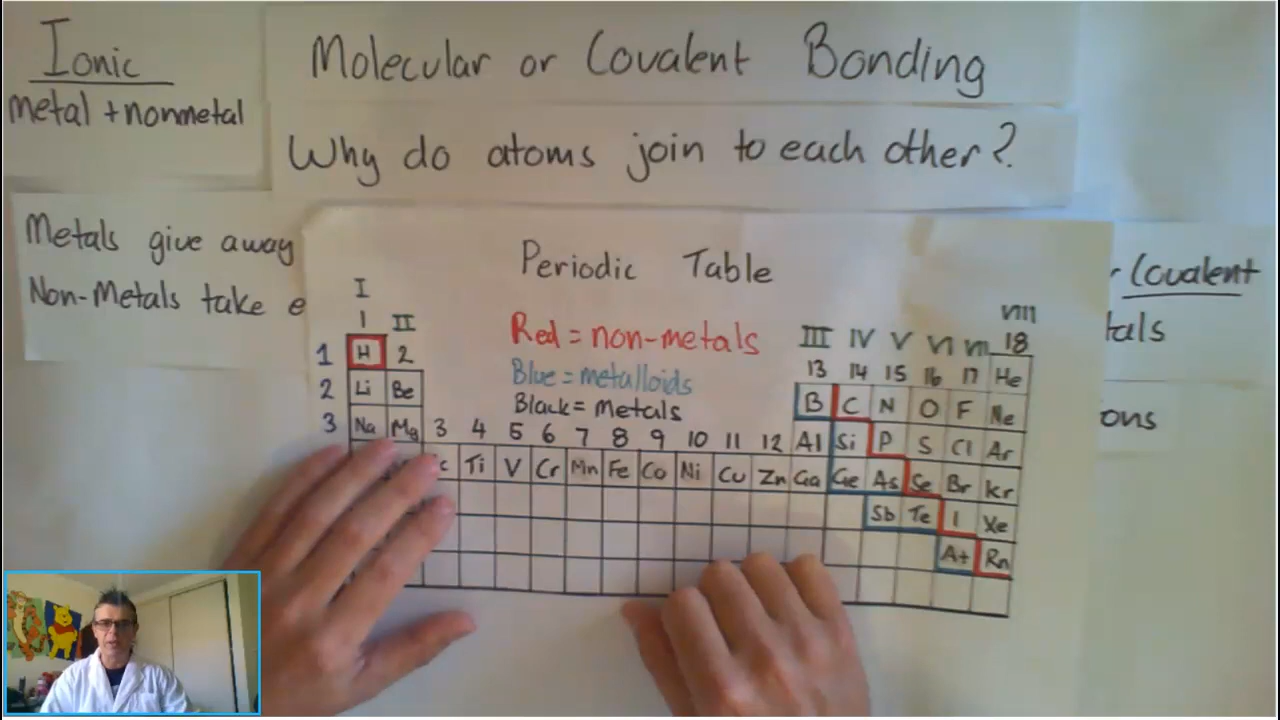 Ionic
metal + nonmetal
Molecular or Covalent Bonding
Why do atoms join to each other?
Metals give away
Non-Metals take e
Covalent
tals
ons
Periodic Table
Red = non-metals
Blue = metalloids
Black = Metals
I II III IV V VI VII VIII
1 2 13 14 15 16 17 18
1 H He
2 Li Be B C N O F Ne
3 Na Mg 3 4 5 6 7 8 9 10 11 12 Al Si P S Cl Ar
c Ti V Cr Mn Fe Co Ni Cu Zn Ga Ge As Se Br Kr
Sb Te I Xe
At Rn